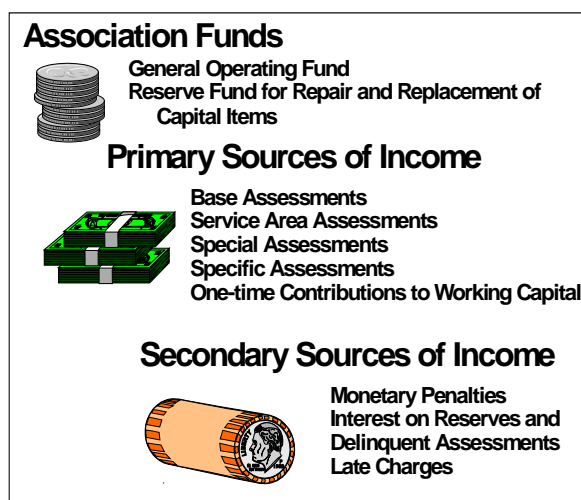 Association Funds
General Operating Fund
Reserve Fund for Repair and Replacement of
Capital Items
Primary Sources of Income
Base Assessments
Service Area Assessments
Special Assessments
Specific Assessments
One-time Contributions to Working Capital
Secondary Sources of Income
Monetary Penalties
Interest on Reserves and
Delinquent Assessments
Late Charges